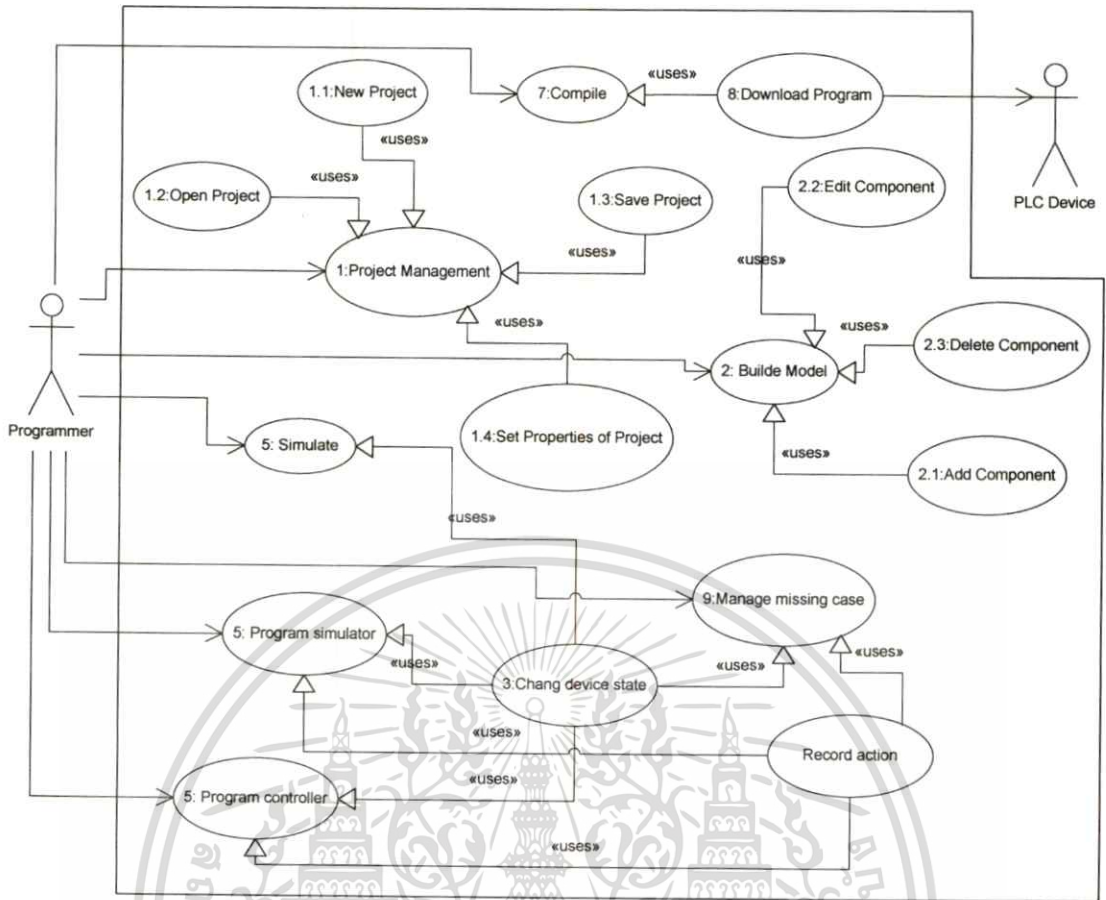 1.1:New Project
7:Compile
«uses»
8:Download Program
PLC Device
«uses»
1.2:Open Project
«uses»
1.3:Save Project
2.2:Edit Component
«uses»
1:Project Management
«uses»
«uses»
«uses»
2: Builde Model
2.3:Delete Component
Programmer
5: Simulate
1.4:Set Properties of Project
«uses»
2.1:Add Component
«uses»
9:Manage missing case
5: Program simulator
«uses»
3:Chang device state
«uses»
«uses»
«uses»
Record action
5: Program controller
«uses»
«uses»